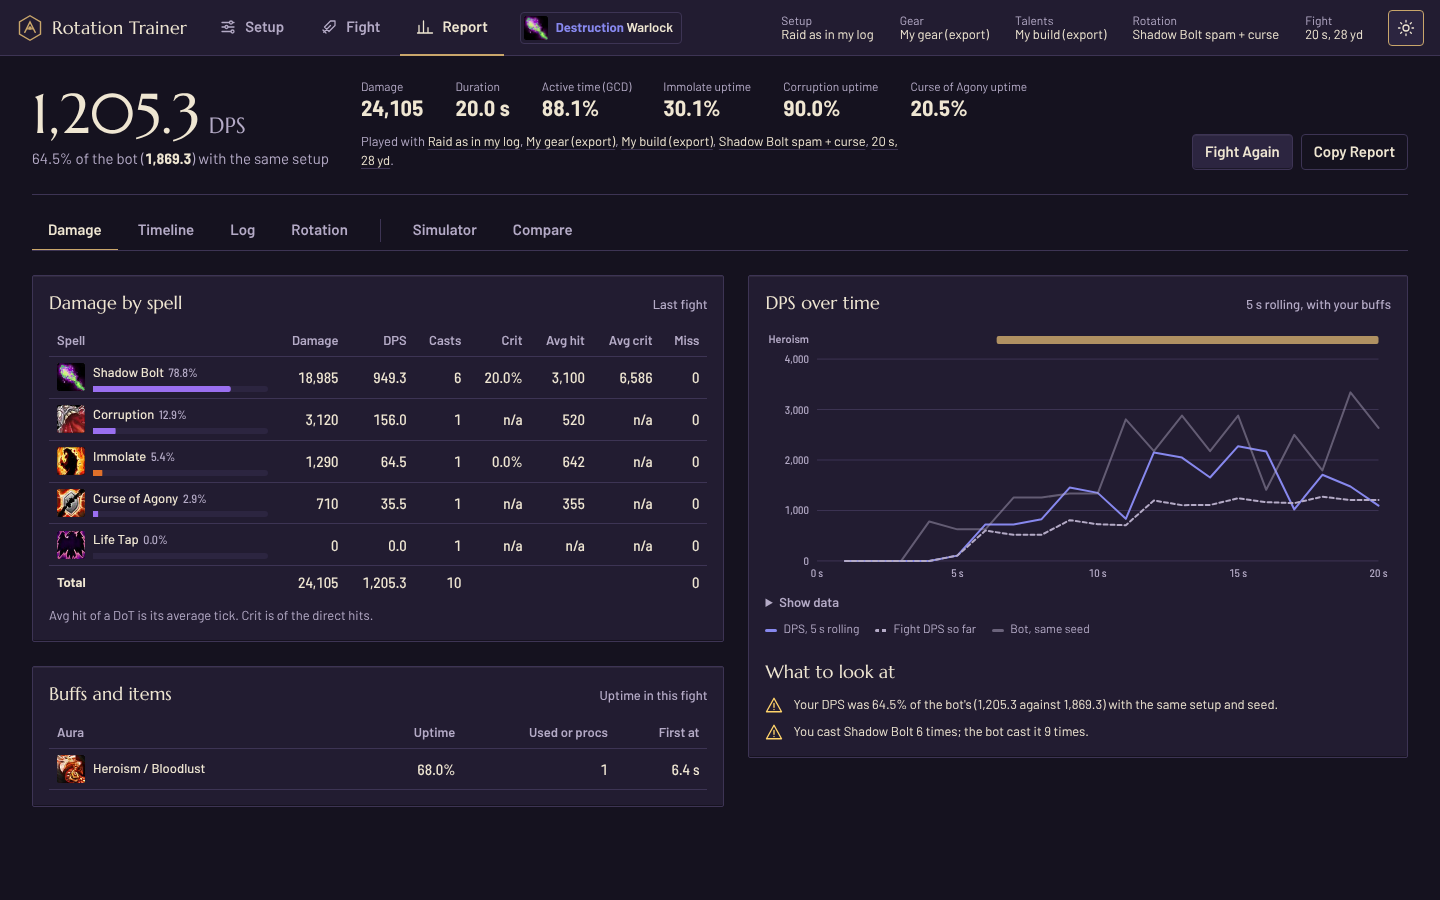 Rotation Trainer
Setup
Fight
Report
Destruction Warlock
Setup
Raid as in my log
Gear
My gear (export)
Talents
My build (export)
Rotation
Shadow Bolt spam + curse
Fight
20 s, 28 yd
1,205.3 DPS
64.5% of the bot (1,869.3) with the same setup
Damage
24,105
Duration
20.0 s
Active time (GCD)
88.1%
Immolate uptime
30.1%
Corruption uptime
90.0%
Curse of Agony uptime
20.5%
Played with Raid as in my log, My gear (export), My build (export), Shadow Bolt spam + curse, 20 s,
28 yd.
Fight Again
Copy Report
Damage
Timeline
Log
Rotation
Simulator
Compare
Damage by spell
Last fight
Spell Damage DPS Casts Crit Avg hit Avg crit Miss
Shadow Bolt 78.8% 18,985 949.3 6 20.0% 3,100 6,586 0
Corruption 12.9% 3,120 156.0 1 n/a 520 n/a 0
Immolate 5.4% 1,290 64.5 1 0.0% 642 n/a 0
Curse of Agony 2.9% 710 35.5 1 n/a 355 n/a 0
Life Tap 0.0% 0 0.0 1 n/a n/a n/a 0
Total 24,105 1,205.3 10 0
Avg hit of a DoT is its average tick. Crit is of the direct hits.
Buffs and items
Uptime in this fight
Aura Uptime Used or procs First at
Heroism / Bloodlust 68.0% 1 6.4 s
DPS over time
5 s rolling, with your buffs
Heroism
4,000
3,000
2,000
1,000
0
0 s 5 s 10 s 15 s 20 s
Show data
DPS, 5 s rolling
Fight DPS so far
Bot, same seed
What to look at
Your DPS was 64.5% of the bot's (1,205.3 against 1,869.3) with the same setup and seed.
You cast Shadow Bolt 6 times; the bot cast it 9 times.